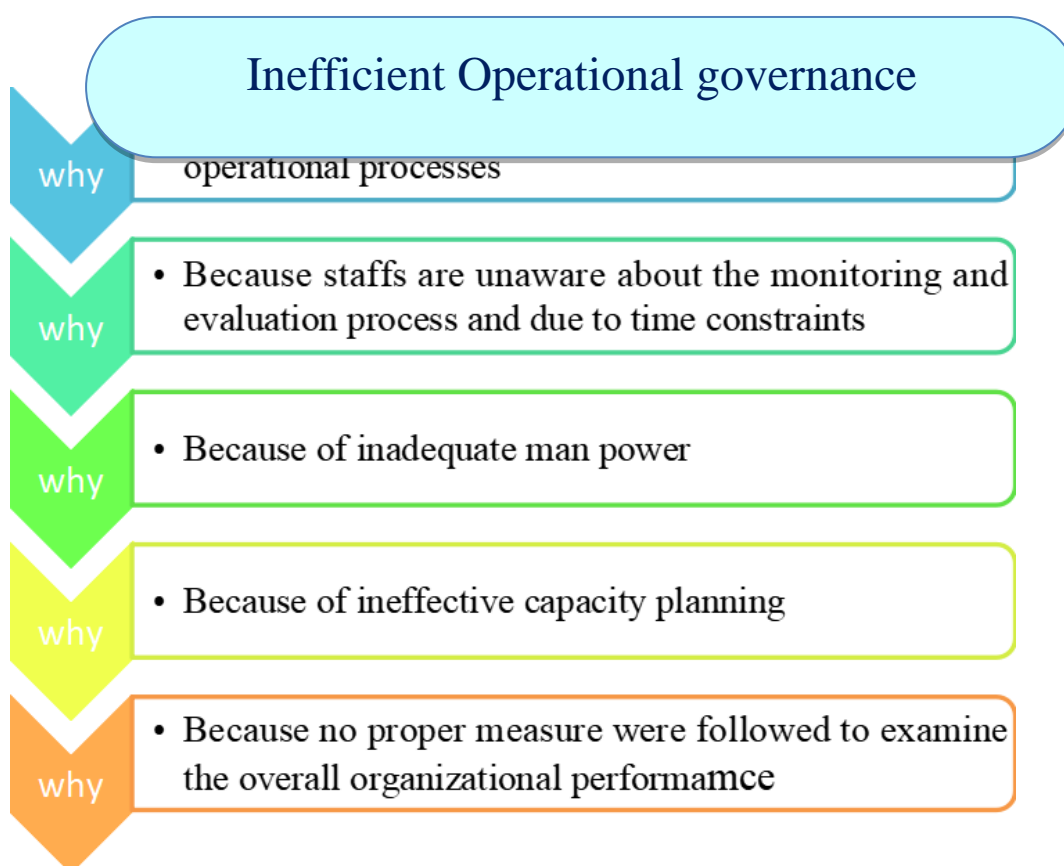 Inefficient Operational governance
why
operational processes
why
• Because staffs are unaware about the monitoring and
evaluation process and due to time constraints
why
• Because of inadequate man power
why
• Because of ineffective capacity planning
why
• Because no proper measure were followed to examine
the overall organizational performamce